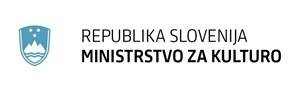 REPUBLIKA SLOVENIJA
MINISTRSTVO ZA KULTURO